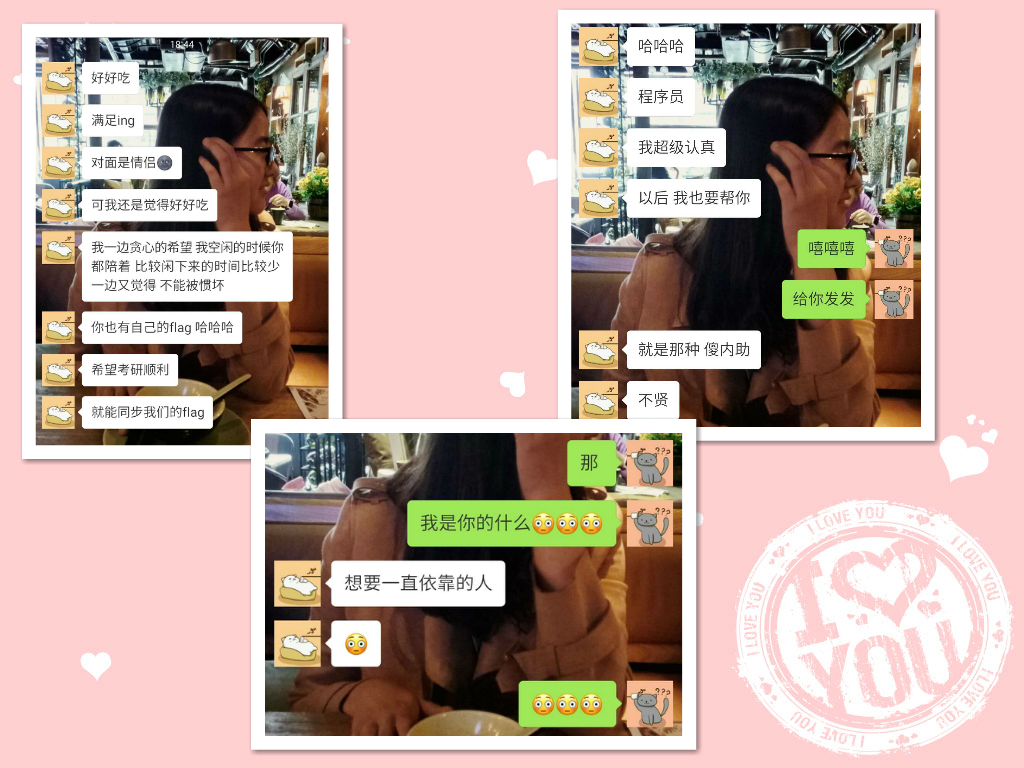 18:44
好好吃
满足ing
对面是情侣🌚
可我还是觉得好好吃
我一边贪心的希望 我空闲的时候你
都陪着 比较闲下来的时间比较少
一边又觉得 不能被惯坏
你也有自己的flag 哈哈哈
希望考研顺利
就能同步我们的flag
哈哈哈
程序员
我超级认真
以后 我也要帮你
嘻嘻嘻
???
给你发发
???
就是那种 傻内助
不贤
那
???
我是你的什么😳😳😳
???
想要一直依靠的人
😳
😳😳😳
???
I LOVE YOU
I LOVE YOU
I LOVE YOU
I LOVE YOU
I LOVE YOU
I LOVE YOU
I
YOU